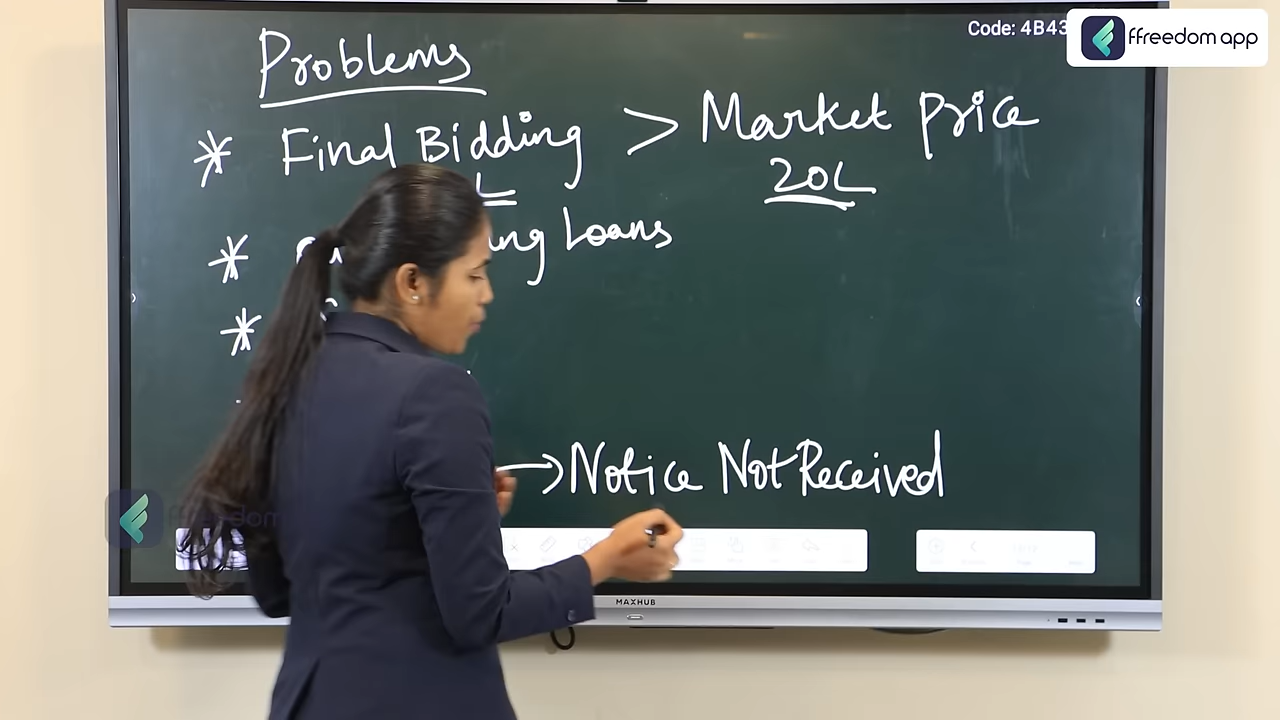 Code: 4B43
ffreedom app
Problems
* Final Bidding > Market Price
20L
* Loans
*
→ Notice Not Received
MAXHUB